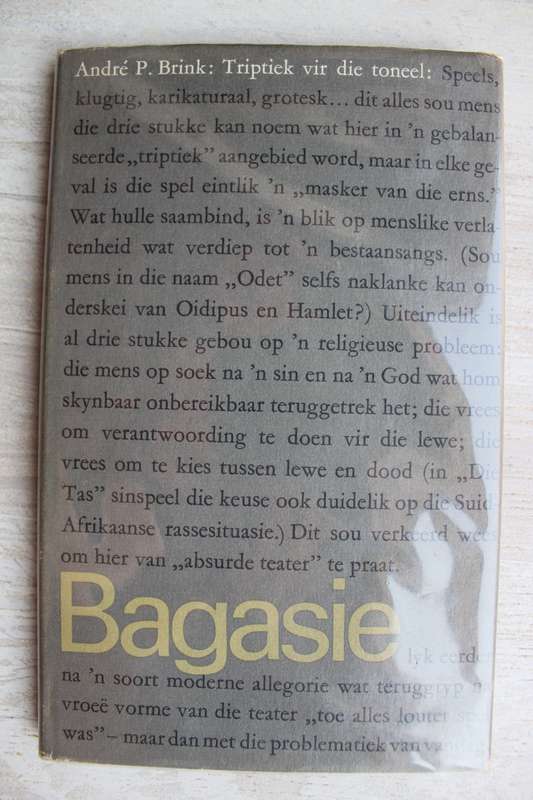 André P. Brink: Triptiek vir die toneel: Speels,
klugtig, karikaturaal, grotesk... dit alles sou mens
die drie stukke kan noem wat hier in ’n gebalan-
seerde „triptiek” aangebied word, maar in elke ge-
val is die spel eintlik ’n „masker van die erns.”
Wat hulle saambind, is ’n blik op menslike verla-
tenheid wat verdiep tot ’n bestaansangs. (Sou
mens in die naam „Odet” selfs naklanke kan on-
derskei van Oidipus en Hamlet?) Uiteindelik is
al drie stukke gebou op ’n religieuse probleem:
die mens op soek na ’n sin en na ’n God wat hom
skynbaar onbereikbaar teruggetrek het; die vrees
om verantwoording te doen vir die lewe; die
vrees om te kies tussen lewe en dood (in „Die
Tas” sinspeel die keuse ook duidelik op die Suid-
Afrikaanse rassesituasie.) Dit sou verkeerd wees
om hier van „absurde teater” te praat.
Bagasie
lyk eerder
na ’n soort moderne allegorie wat teruggryp na
vroeë vorme van die teater „toe alles louter
was” – maar dan met die problematiek van vandag.